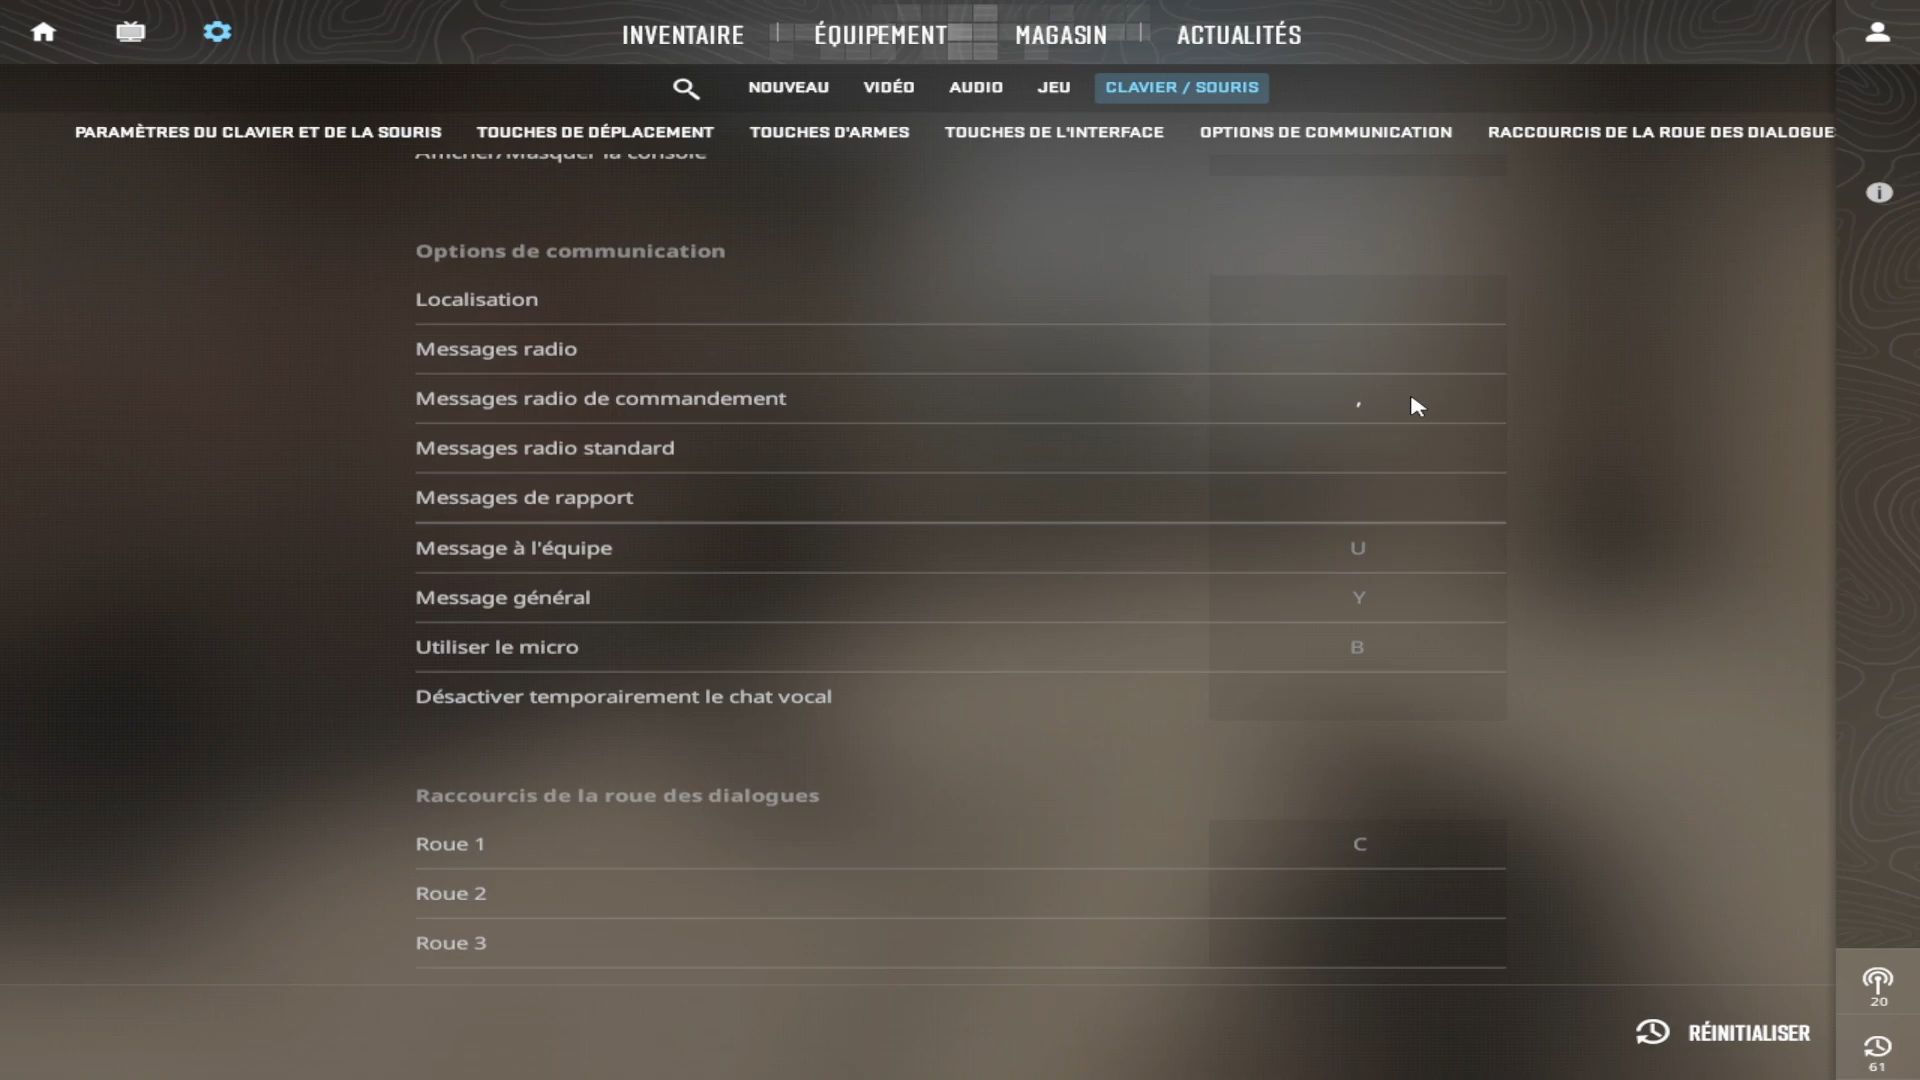 INVENTAIRE ÉQUIPEMENT MAGASIN ACTUALITÉS
NOUVEAU VIDÉO AUDIO JEU CLAVIER / SOURIS
PARAMÈTRES DU CLAVIER ET DE LA SOURIS TOUCHES DE DÉPLACEMENT TOUCHES D'ARMES TOUCHES DE L'INTERFACE OPTIONS DE COMMUNICATION RACCOURCIS DE LA ROUE DES DIALOGUE
Afficher/Masquer la console
Options de communication
Localisation
Messages radio
Messages radio de commandement ,
Messages radio standard
Messages de rapport
Message à l'équipe U
Message général Y
Utiliser le micro B
Désactiver temporairement le chat vocal
Raccourcis de la roue des dialogues
Roue 1 C
Roue 2
Roue 3
20
RÉINITIALISER
61